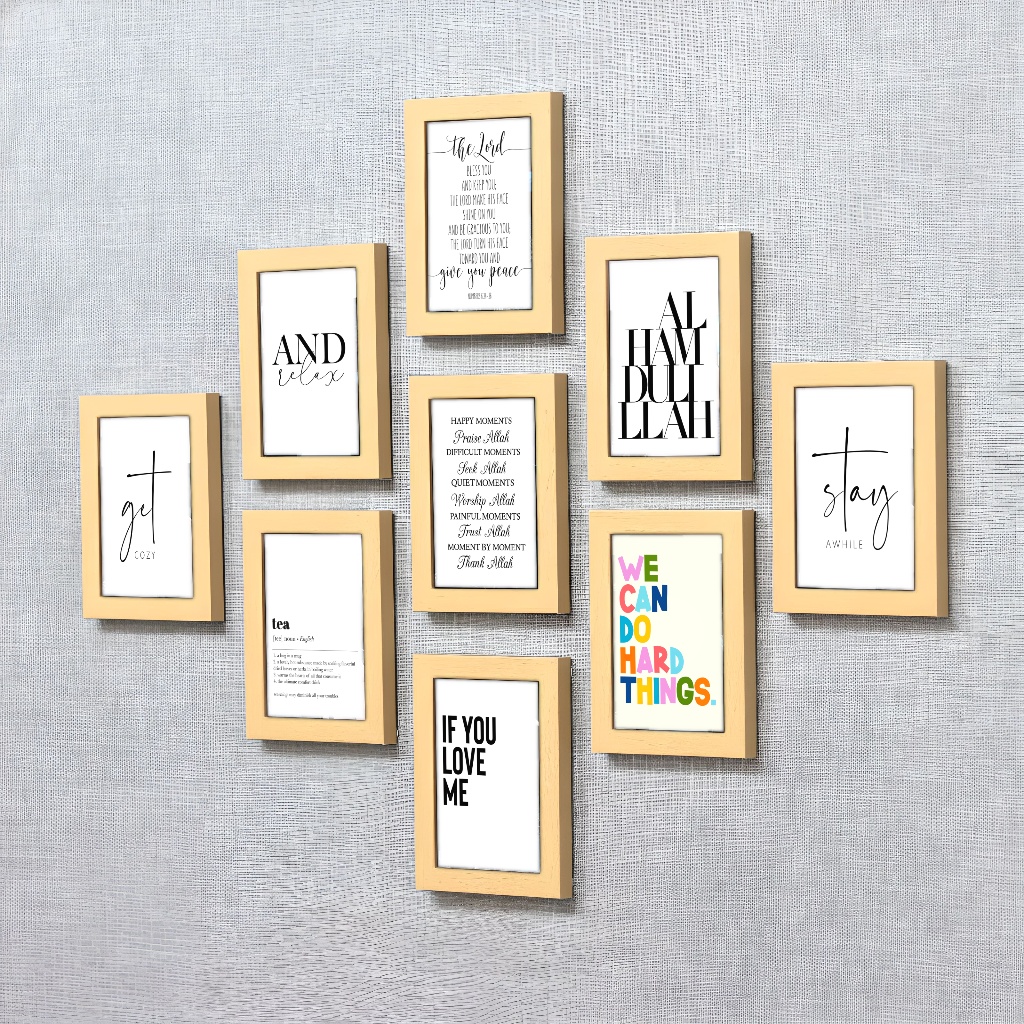 the Lord
BLESS YOU
AND KEEP YOU;
THE LORD MAKE HIS FACE
SHINE ON YOU
AND BE GRACIOUS TO YOU;
THE LORD TURN HIS FACE
TOWARD YOU AND
give you peace
AND
relax
AL
HAM
DULI
LLAH
get
COZY
HAPPY MOMENTS
Praise Allah
DIFFICULT MOMENTS
Seek Allah
QUIET MOMENTS
Worship Allah
PAINFUL MOMENTS
Trust Allah
MOMENT BY MOMENT
Thank Allah
stay
AWHILE
tea
noun • English
WE
CAN
DO
HARD
THINGS.
IF YOU
LOVE
ME